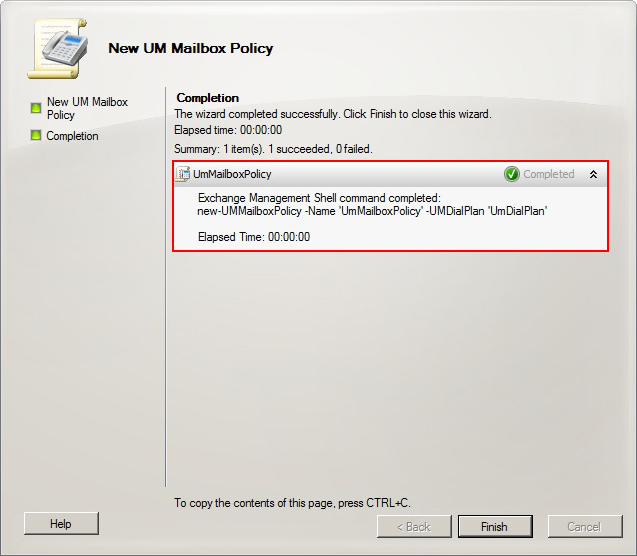 New UM Mailbox Policy
New UM Mailbox
Policy
Completion
Completion
The wizard completed successfully. Click Finish to close this wizard.
Elapsed time: 00:00:00
Summary: 1 item(s). 1 succeeded, 0 failed.
UmMailboxPolicy
Completed
Exchange Management Shell command completed:
new-UMMailboxPolicy -Name 'UmMailboxPolicy' -UMDialPlan 'UmDialPlan'
Elapsed Time: 00:00:00
To copy the contents of this page, press CTRL+C.
Help
< Back
Finish
Cancel